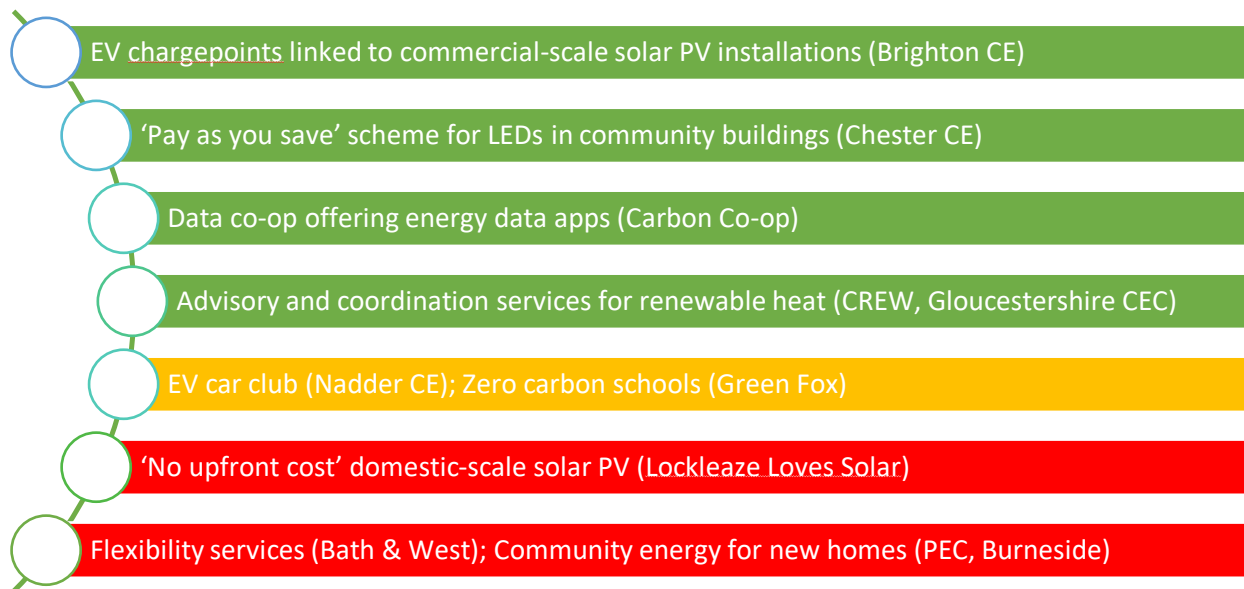 EV chargepoints linked to commercial-scale solar PV installations (Brighton CE)
‘Pay as you save’ scheme for LEDs in community buildings (Chester CE)
Data co-op offering energy data apps (Carbon Co-op)
Advisory and coordination services for renewable heat (CREW, Gloucestershire CEC)
EV car club (Nadder CE); Zero carbon schools (Green Fox)
‘No upfront cost’ domestic-scale solar PV (Lockleaze Loves Solar)
Flexibility services (Bath & West); Community energy for new homes (PEC, Burneside)